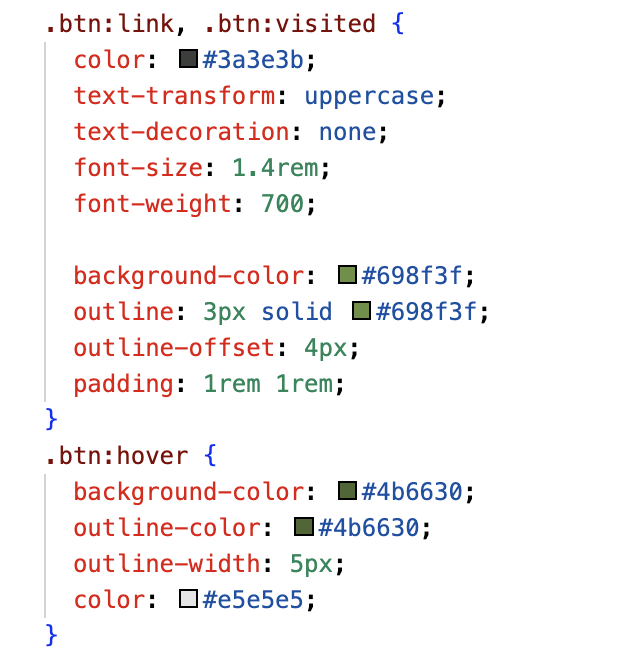 .btn:link, .btn:visited {
  color: #3a3e3b;
  text-transform: uppercase;
  text-decoration: none;
  font-size: 1.4rem;
  font-weight: 700;

  background-color: #698f3f;
  outline: 3px solid #698f3f;
  outline-offset: 4px;
  padding: 1rem 1rem;
}
.btn:hover {
  background-color: #4b6630;
  outline-color: #4b6630;
  outline-width: 5px;
  color: #e5e5e5;
}